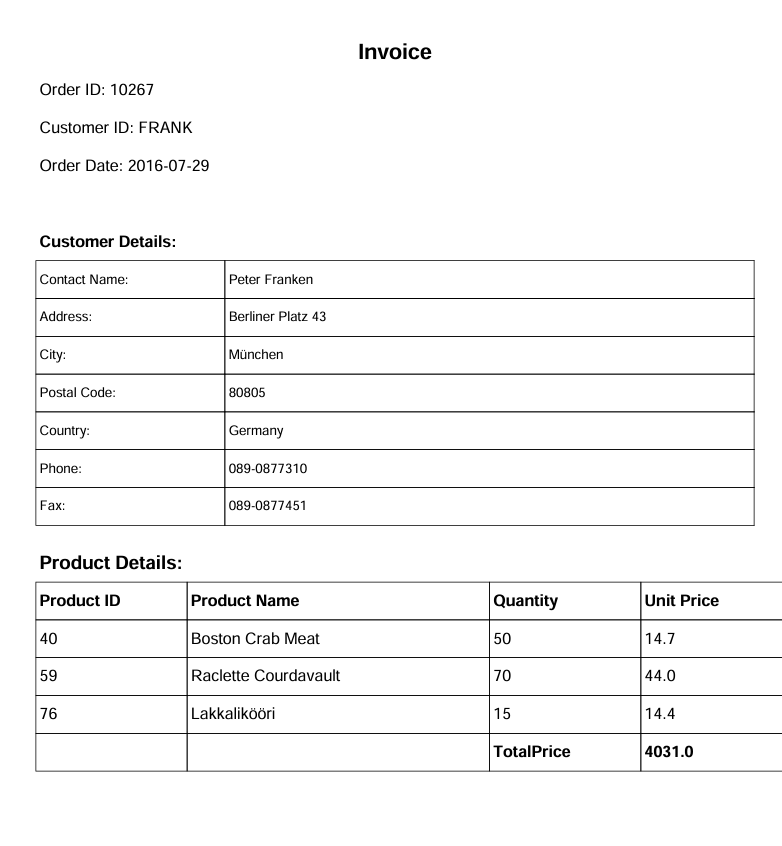 Invoice
Order ID: 10267
Customer ID: FRANK
Order Date: 2016-07-29
Customer Details:
Contact Name: Peter Franken
Address: Berliner Platz 43
City: München
Postal Code: 80805
Country: Germany
Phone: 089-0877310
Fax: 089-0877451
Product Details:
Product ID Product Name Quantity Unit Price
40 Boston Crab Meat 50 14.7
59 Raclette Courdavault 70 44.0
76 Lakkalikööri 15 14.4
TotalPrice 4031.0